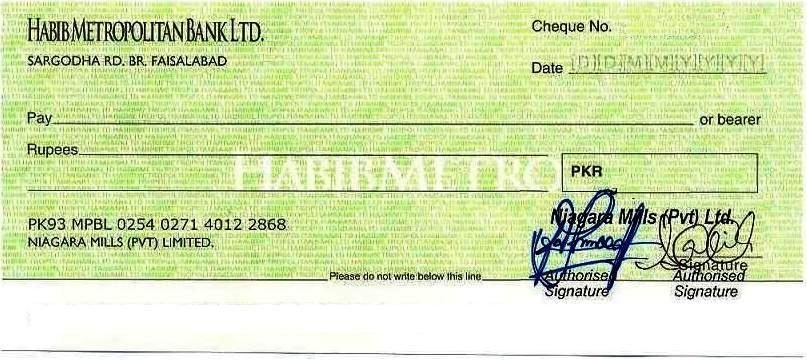 HABIB METROPOLITAN BANK LTD.
SARGODHA RD. BR. FAISALABAD
Cheque No.
Date D D M M Y Y Y Y
Pay or bearer
Rupees
HABIBMETRO
PKR
PK93 MPBL 0254 0271 4012 2868
NIAGARA MILLS (PVT) LIMITED.
Niagara Mills (Pvt) Ltd.
Signature
Please do not write below this line
Authorised Authorised
Signature Signature